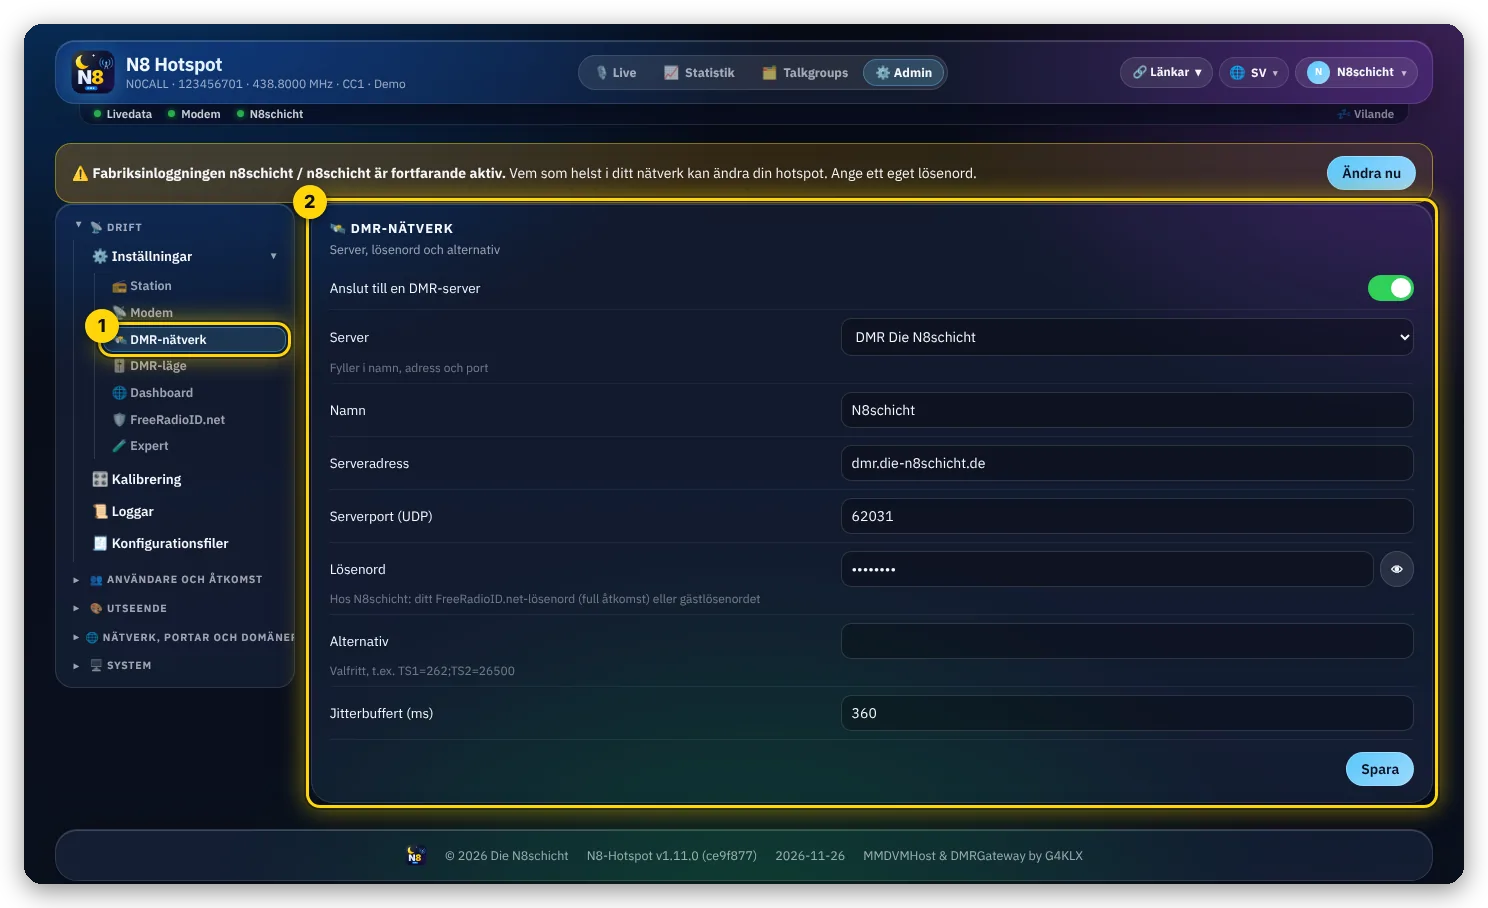 N8
N8 Hotspot
N0CALL · 123456701 · 438.8000 MHz · CC1 · Demo
Live
Statistik
Talkgroups
Admin
Länkar ▾
SV ▾
N
N8schicht ▾
Livedata
Modem
N8schicht
Vilande
Fabriksinloggningen n8schicht / n8schicht är fortfarande aktiv. Vem som helst i ditt nätverk kan ändra din hotspot. Ange ett eget lösenord.
Ändra nu
DRIFT
Inställningar
Station
Modem
1
DMR-nätverk
DMR-läge
Dashboard
FreeRadioID.net
Expert
Kalibrering
Loggar
Konfigurationsfiler
ANVÄNDARE OCH ÅTKOMST
UTSEENDE
NÄTVERK, PORTAR OCH DOMÄNER
SYSTEM
2
DMR-NÄTVERK
Server, lösenord och alternativ
Anslut till en DMR-server
Server
DMR Die N8schicht
Fyller i namn, adress och port
Namn
N8schicht
Serveradress
dmr.die-n8schicht.de
Serverport (UDP)
62031
Lösenord
••••••••
Hos N8schicht: ditt FreeRadioID.net-lösenord (full åtkomst) eller gästlösenordet
Alternativ
Valfritt, t.ex. TS1=262;TS2=26500
Jitterbuffert (ms)
360
Spara
N8
© 2026 Die N8schicht
N8-Hotspot v1.11.0 (ce9f877)
2026-11-26
MMDVMHost & DMRGateway by G4KLX